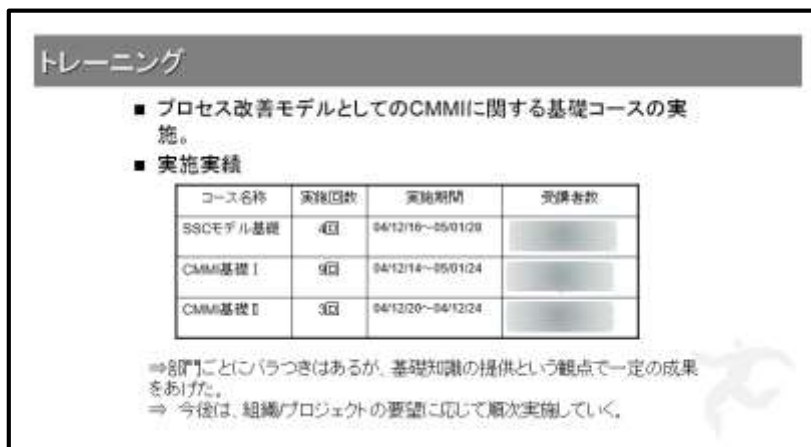 トレーニング
■ プロセス改善モデルとしてのCMMIに関する基礎コースの実
施。
■ 実施実績
コース名称 実施回数 実施期間 受講者数
SSCモデル基礎 4回 04/12/16～05/01/28
CMMI基礎Ⅰ 9回 04/12/14～05/01/24
CMMI基礎Ⅱ 3回 04/12/20～04/12/24
⇒部門ごとにバラつきはあるが、基礎知識の提供という観点で一定の成果
をあげた。
⇒ 今後は、組織/プロジェクトの要望に応じて順次実施していく。